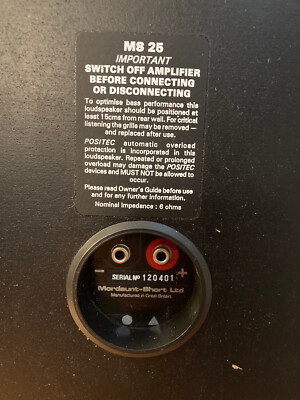 MS 25
IMPORTANT
SWITCH OFF AMPLIFIER
BEFORE CONNECTING
OR DISCONNECTING
To optimise bass performance this
loudspeaker should be positioned at
least 15cms from rear wall. For critical
listening the grille may be removed —
and replaced after use.
POSITEC automatic overload
protection is incorporated in this
loudspeaker. Repeated or prolonged
overload may damage the POSITEC
devices and MUST NOT be allowed to
occur.
Please read Owner's Guide before use
and for any further information.
Nominal Impedance : 6 ohms
+
SERIAL No 120401
Mordaunt-Short Ltd
Manufactured in Great Britain